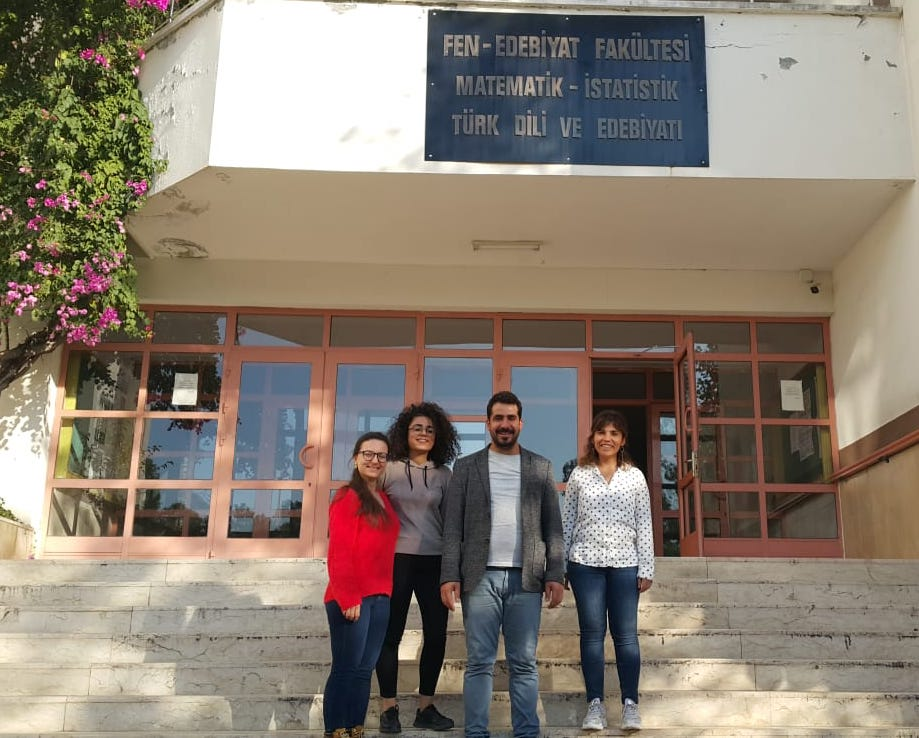 FEN - EDEBİYAT FAKÜLTESİ
MATEMATİK - İSTATİSTİK
TÜRK DİLİ VE EDEBİYATI